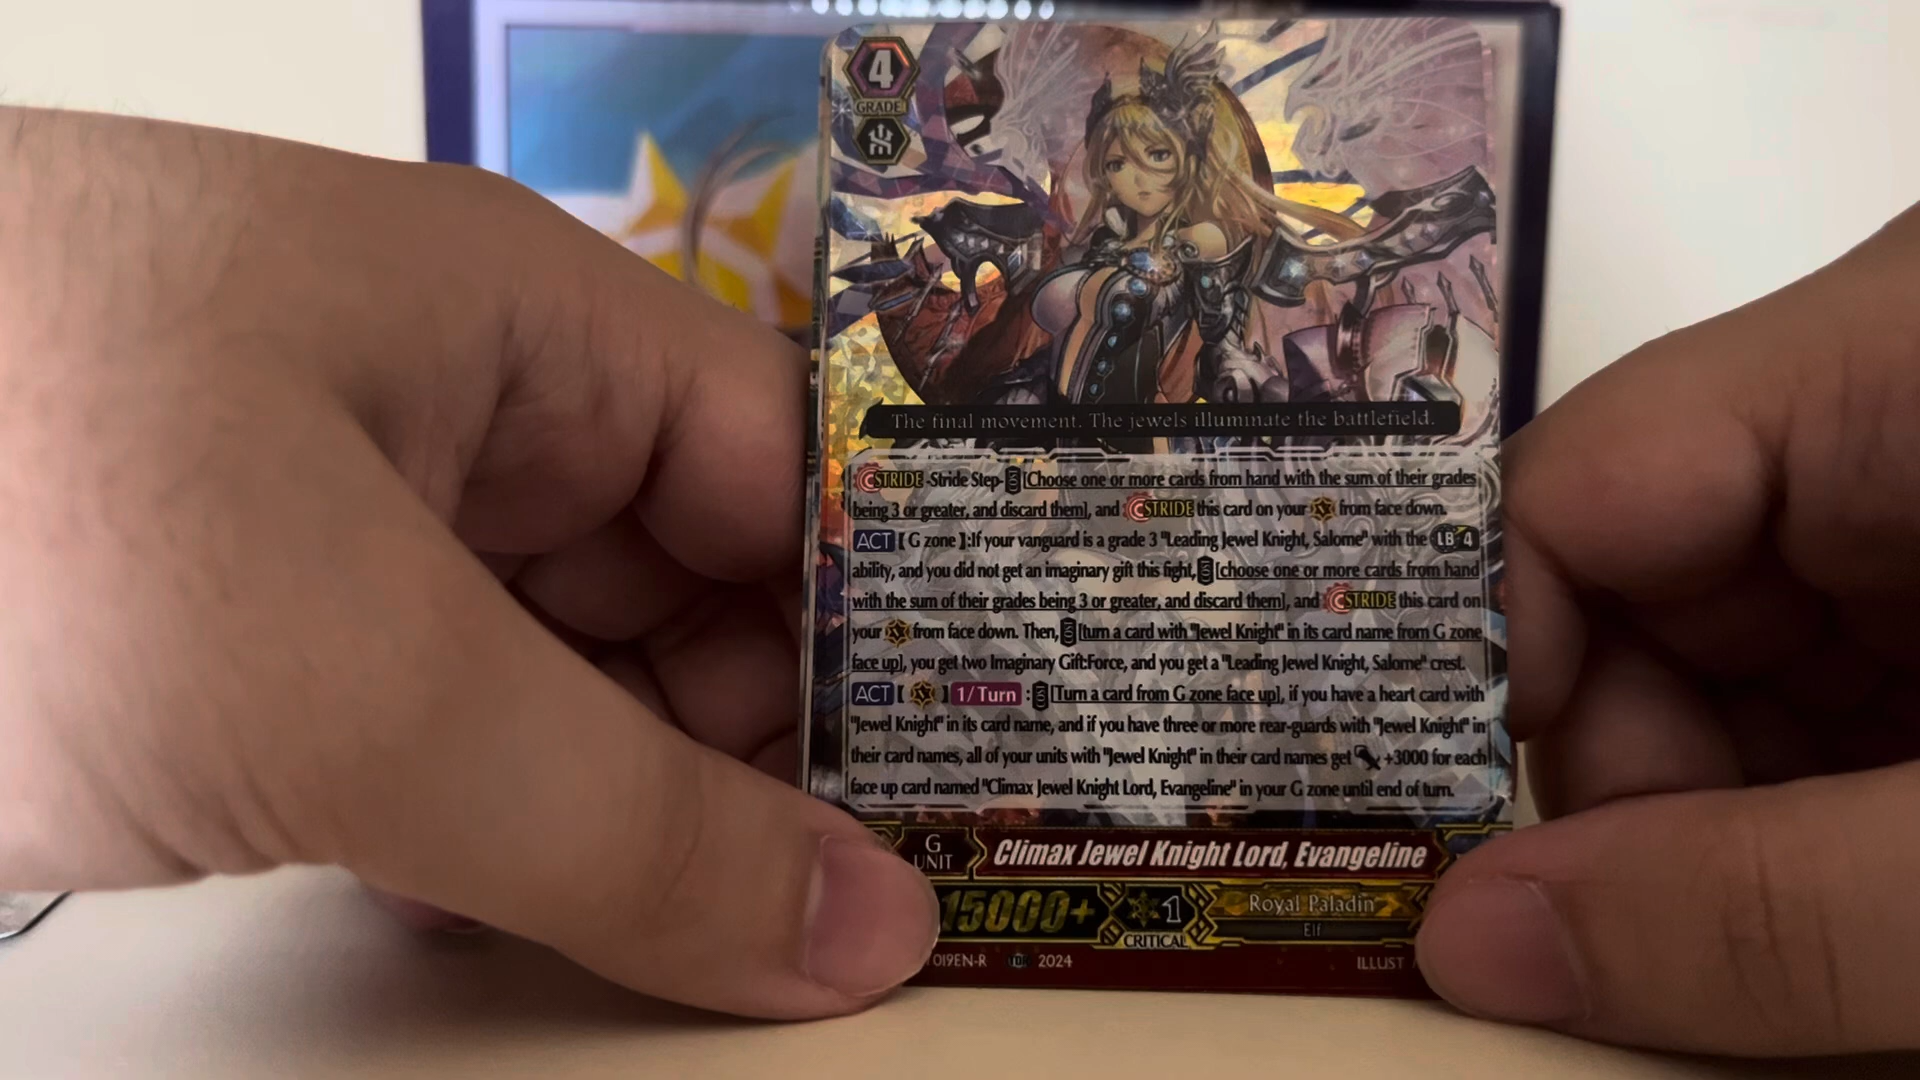 4
GRADE
The final movement. The jewels illuminate the battlefield.
STRIDE -Stride Step- [Choose one or more cards from hand with the sum of their grades
being 3 or greater, and discard them], and STRIDE this card on your from face down.
ACT【G zone】:If your vanguard is a grade 3 "Leading Jewel Knight, Salome" with the LB 4
ability, and you did not get an imaginary gift this fight, [choose one or more cards from hand
with the sum of their grades being 3 or greater, and discard them], and STRIDE this card on
your from face down. Then, [turn a card with "Jewel Knight" in its card name from G zone
face up], you get two Imaginary Gift:Force, and you get a "Leading Jewel Knight, Salome" crest.
ACT【 】1/Turn : [Turn a card from G zone face up], if you have a heart card with
"Jewel Knight" in its card name, and if you have three or more rear-guards with "Jewel Knight" in
their card names, all of your units with "Jewel Knight" in their card names get +3000 for each
face up card named "Climax Jewel Knight Lord, Evangeline" in your G zone until end of turn.
G UNIT
Climax Jewel Knight Lord, Evangeline
15000+
1
CRITICAL
Royal Paladin
Elf
019EN-R
2024
ILLUST